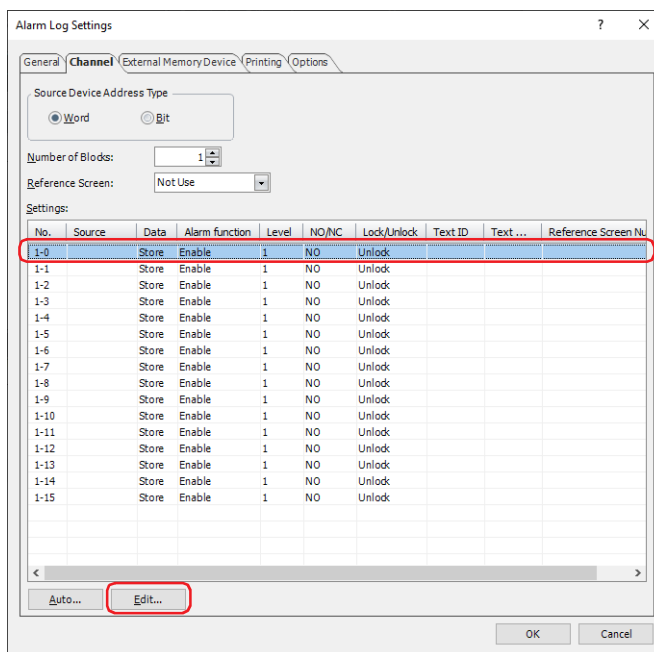 Alarm Log Settings ? ×
General Channel External Memory Device Printing Options
Source Device Address Type
Word Bit
Number of Blocks: 1
Reference Screen: Not Use
Settings:
No. Source Data Alarm function Level NO/NC Lock/Unlock Text ID Text ... Reference Screen Nu
1-0 Store Enable 1 NO Unlock
1-1 Store Enable 1 NO Unlock
1-2 Store Enable 1 NO Unlock
1-3 Store Enable 1 NO Unlock
1-4 Store Enable 1 NO Unlock
1-5 Store Enable 1 NO Unlock
1-6 Store Enable 1 NO Unlock
1-7 Store Enable 1 NO Unlock
1-8 Store Enable 1 NO Unlock
1-9 Store Enable 1 NO Unlock
1-10 Store Enable 1 NO Unlock
1-11 Store Enable 1 NO Unlock
1-12 Store Enable 1 NO Unlock
1-13 Store Enable 1 NO Unlock
1-14 Store Enable 1 NO Unlock
1-15 Store Enable 1 NO Unlock
Auto... Edit...
OK Cancel